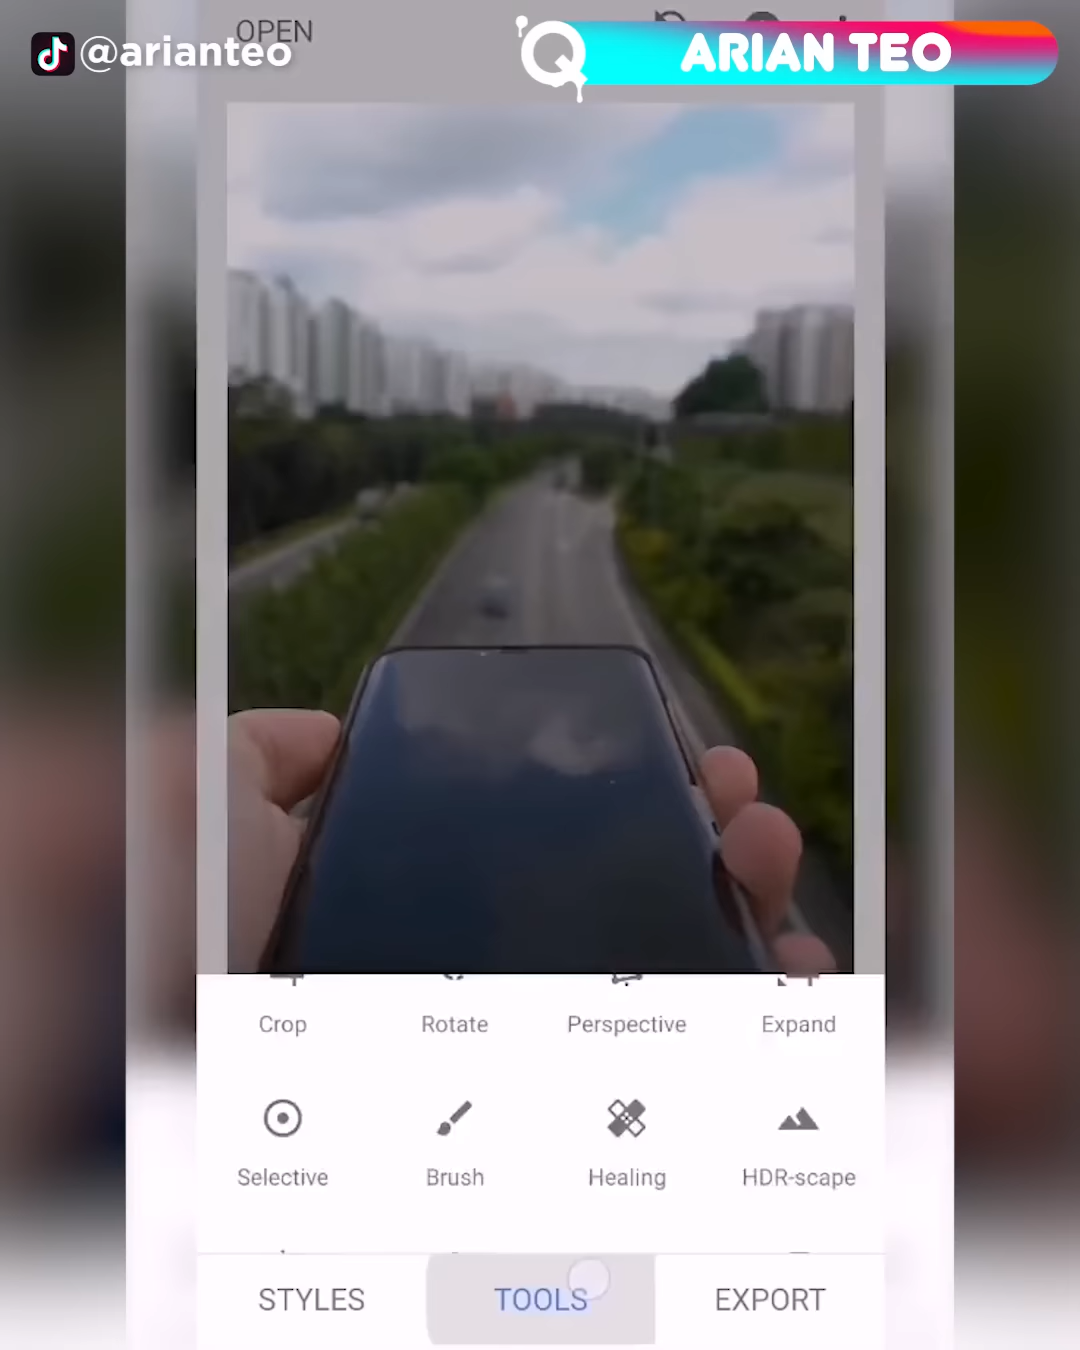 OPEN
@arianteo
ARIAN TEO
Crop
Rotate
Perspective
Expand
Selective
Brush
Healing
HDR-scape
STYLES
TOOLS
EXPORT